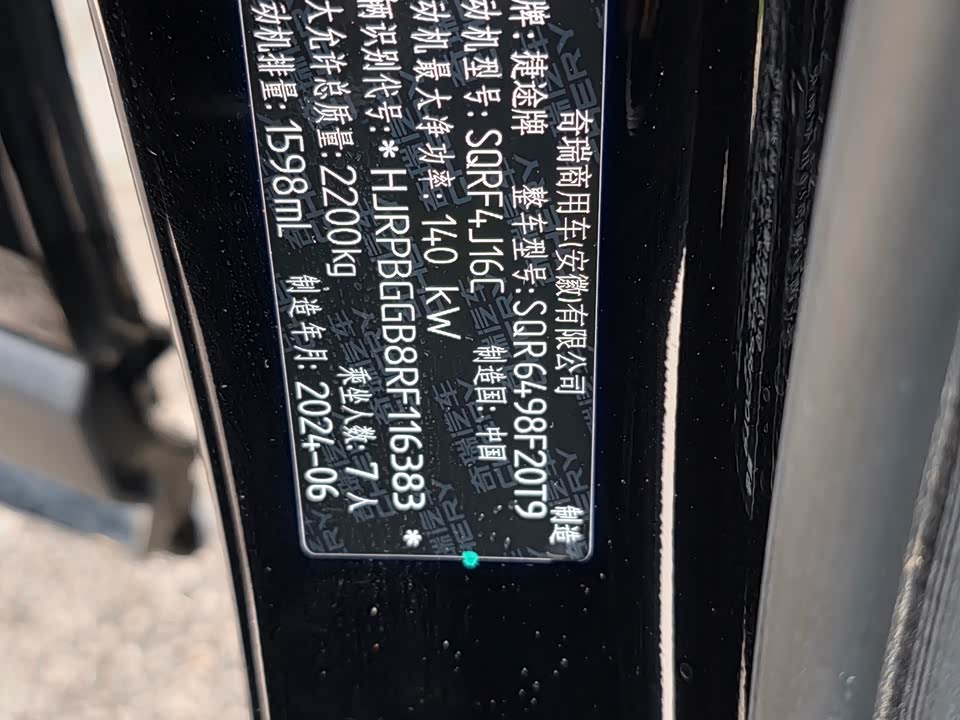 奇瑞商用车(安徽)有限公司 制造
牌: 捷途牌 整车型号: SQR6498F20T9
动机型号: SQRF4J16C 制造国: 中国
动机最大净功率: 140 kW
辆识别代号: *HJRPBGGB8RF116383*
大允许总质量: 2200kg 乘坐人数: 7人
动机排量: 1598mL 制造年月: 2024-06